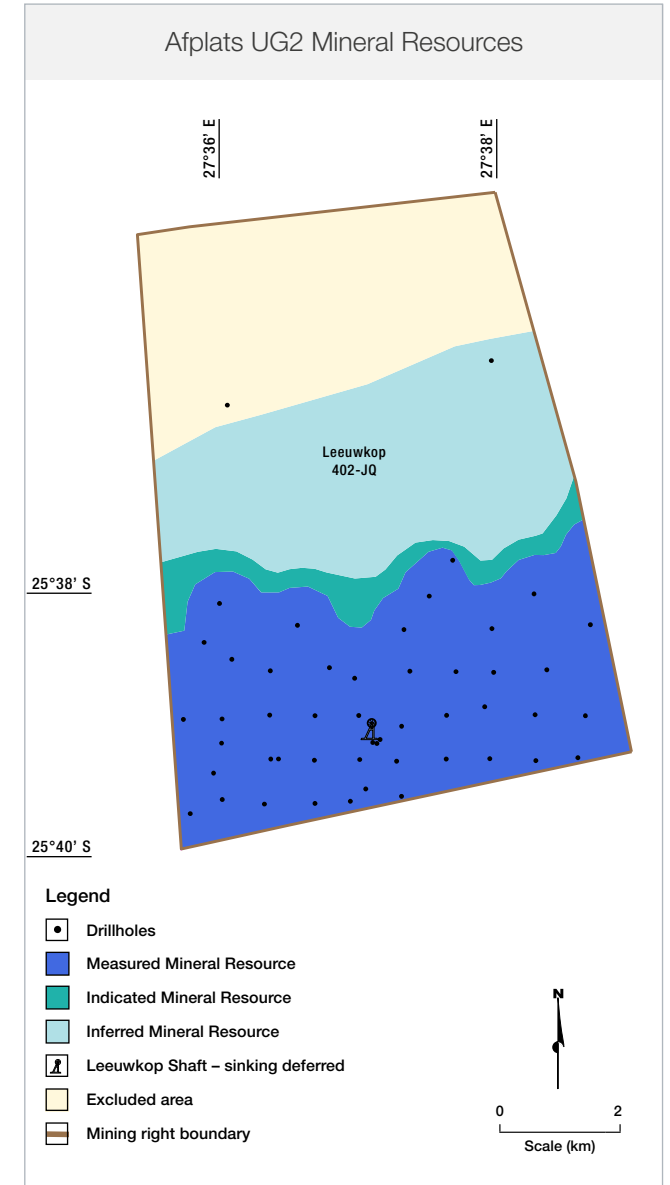 Afplats UG2 Mineral Resources
27°36' E
27°38' E
Leeuwkop
402-JQ
25°38' S
25°40' S
Legend
Drillholes
Measured Mineral Resource
Indicated Mineral Resource
Inferred Mineral Resource
Leeuwkop Shaft – sinking deferred
Excluded area
Mining right boundary
N
0 2
Scale (km)